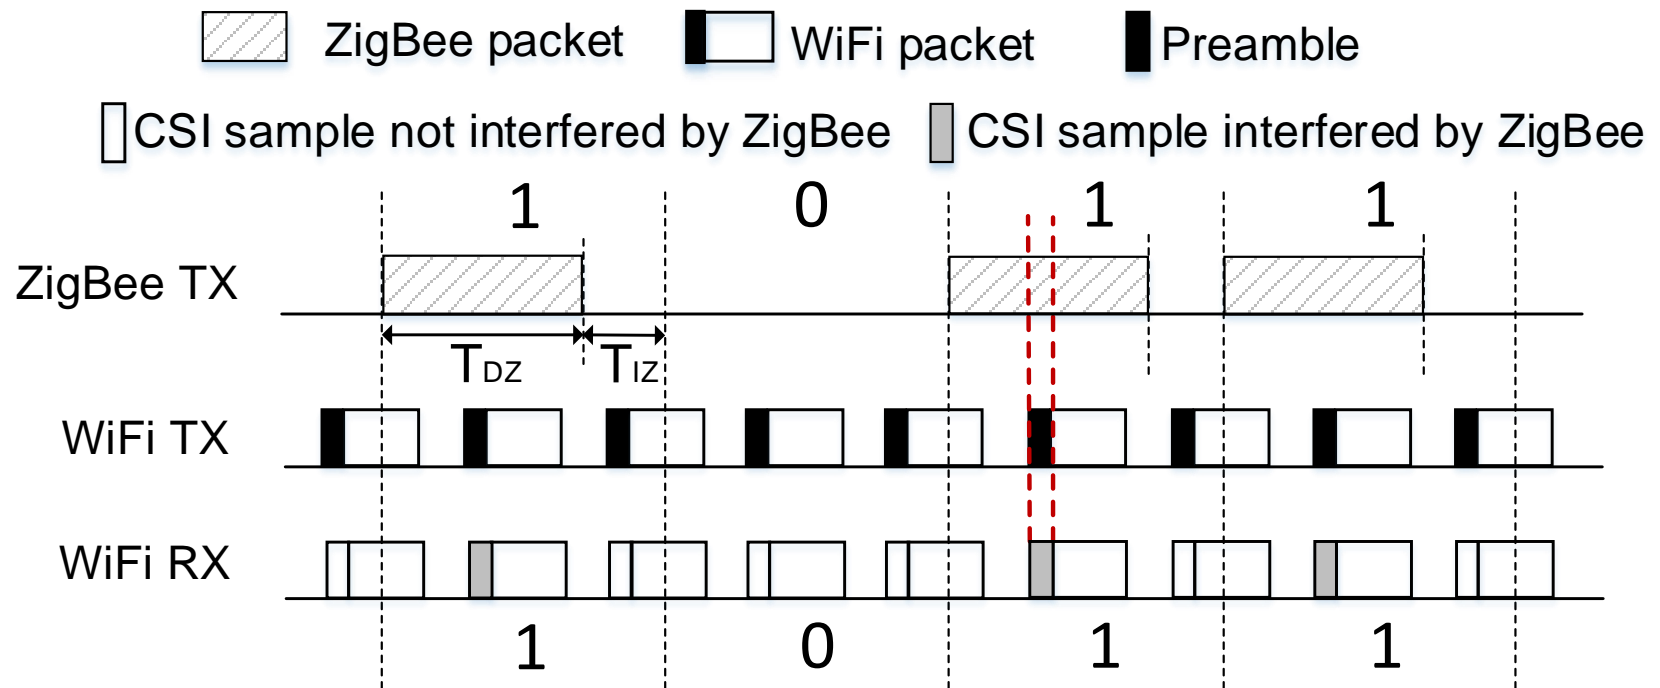 ZigBee packet WiFi packet Preamble
CSI sample not interfered by ZigBee CSI sample interfered by ZigBee
1 0 1 1
ZigBee TX
TDZ TIZ
WiFi TX
WiFi RX
1 0 1 1